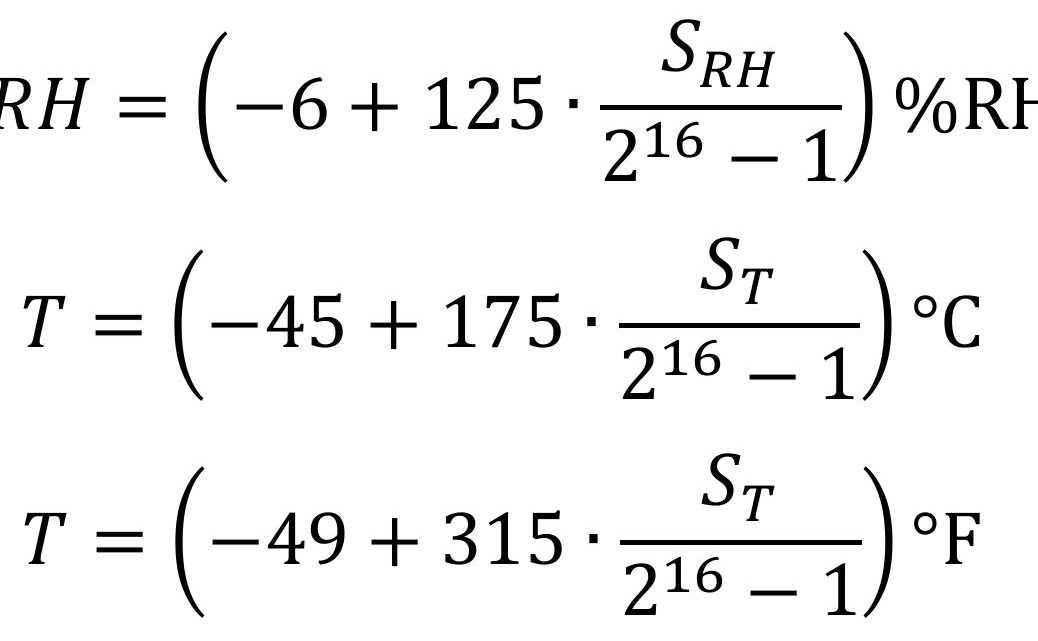 RH = (−6 + 125 · S_RH / (2^16 − 1)) %RH
T = (−45 + 175 · S_T / (2^16 − 1)) °C
T = (−49 + 315 · S_T / (2^16 − 1)) °F